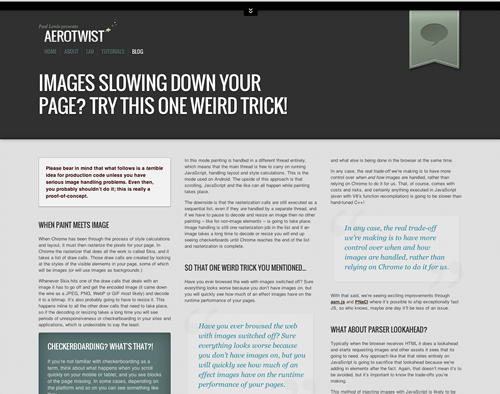 Paul Lewis presents
AEROTWIST
HOME ABOUT LAB TUTORIALS BLOG
IMAGES SLOWING DOWN YOUR
PAGE? TRY THIS ONE WEIRD TRICK!
Please bear in mind that what follows is a terrible
idea for production code unless you have
serious image handling problems. Even then,
you probably shouldn't do it; this is really a
proof-of-concept.
WHEN PAINT MEETS IMAGE
When Chrome has been through the process of style calculations
and layout, it must then rasterize the pixels your page. In
Chrome the rasterizer that does all the work is called Skia, and it
takes a list of draw calls. Those draw calls are created by looking
at the styles of the visible elements in your page, some of which
will be images (or will use images as backgrounds.)
Whenever Skia hits one of the draw calls that deals with an
image it has to go off and get the encoded image (it came down
the wire as a JPEG, PNG, WebP or GIF most likely) and decode
it to a bitmap. It's also probably going to have to resize it. This
happens inline to all the other draw calls that need to take place,
so if the decoding or resizing takes a long time you will see
periods of unresponsiveness or checkerboarding in your sites and
applications, which is undesirable to say the least.
CHECKERBOARDING? WHAT'S THAT?!
If you're not familiar with checkerboarding as a
term, think about what happens when you scroll
quickly on your mobile or tablet, and you see blocks
of the page missing. In some cases, depending on
the platform and so on you can see something like
In this mode painting is handled in a different thread entirely,
which means that the main thread is free to carry on running
JavaScript, handling layout and style calculations. This is the
mode used on Android. The upside of this approach is that
scrolling, JavaScript and the like can all happen while painting
takes place.
The downside is that the rasterization calls are still executed as a
sequential list, even if they are handled by a separate thread, and
if we have to pause to decode and resize an image then no other
painting – like for non-image elements – is going to take place.
Image handling is still one rasterization job in the list and if an
image takes a long time to decode or resize you will end up
seeing checkerboards until Chrome reaches the end of the list
and rasterization is complete.
SO THAT ONE WEIRD TRICK YOU MENTIONED...
Have you ever browsed the web with images switched off? Sure
everything looks worse because you don't have images on, but
you will quickly see how much of an effect images have on the
runtime performance of your pages.
Have you ever browsed the web
with images switched off? Sure
everything looks worse because
you don't have images on, but you
will quickly see how much of an
effect images have on the runtime
performance of your pages.
and what else is being done in the browser at the same time.
In any case, the real trade-off we're making is to have more
control over when and how images are handled, rather than
relying on Chrome to do it for us. That, of course, comes with
costs and risks, and certainly anything executed in JavaScript
(even with V8's function recompilation) is going to be slower than
hand-tuned C++!
In any case, the real trade-off
we're making is to have more
control over when and how
images are handled, rather than
relying on Chrome to do it for us.
With that said, we're seeing exciting improvements through
asm.js and PNaCl where it's possible to ship exceptionally fast
JS, so who knows, maybe one day it'll be less of an issue.
WHAT ABOUT PARSER LOOKAHEAD?
Typically when the browser receives HTML it does a lookahead
and starts requesting images and other assets it sees that its
going to need. Any approach like that that relies entirely on
JavaScript is going to sacrifice that lookahead because we're
adding in elements after the fact. Again, that doesn't mean it's to
be avoided, but it's important to know the trade-offs you're
making.
This method of injecting images with JavaScript is likely to be